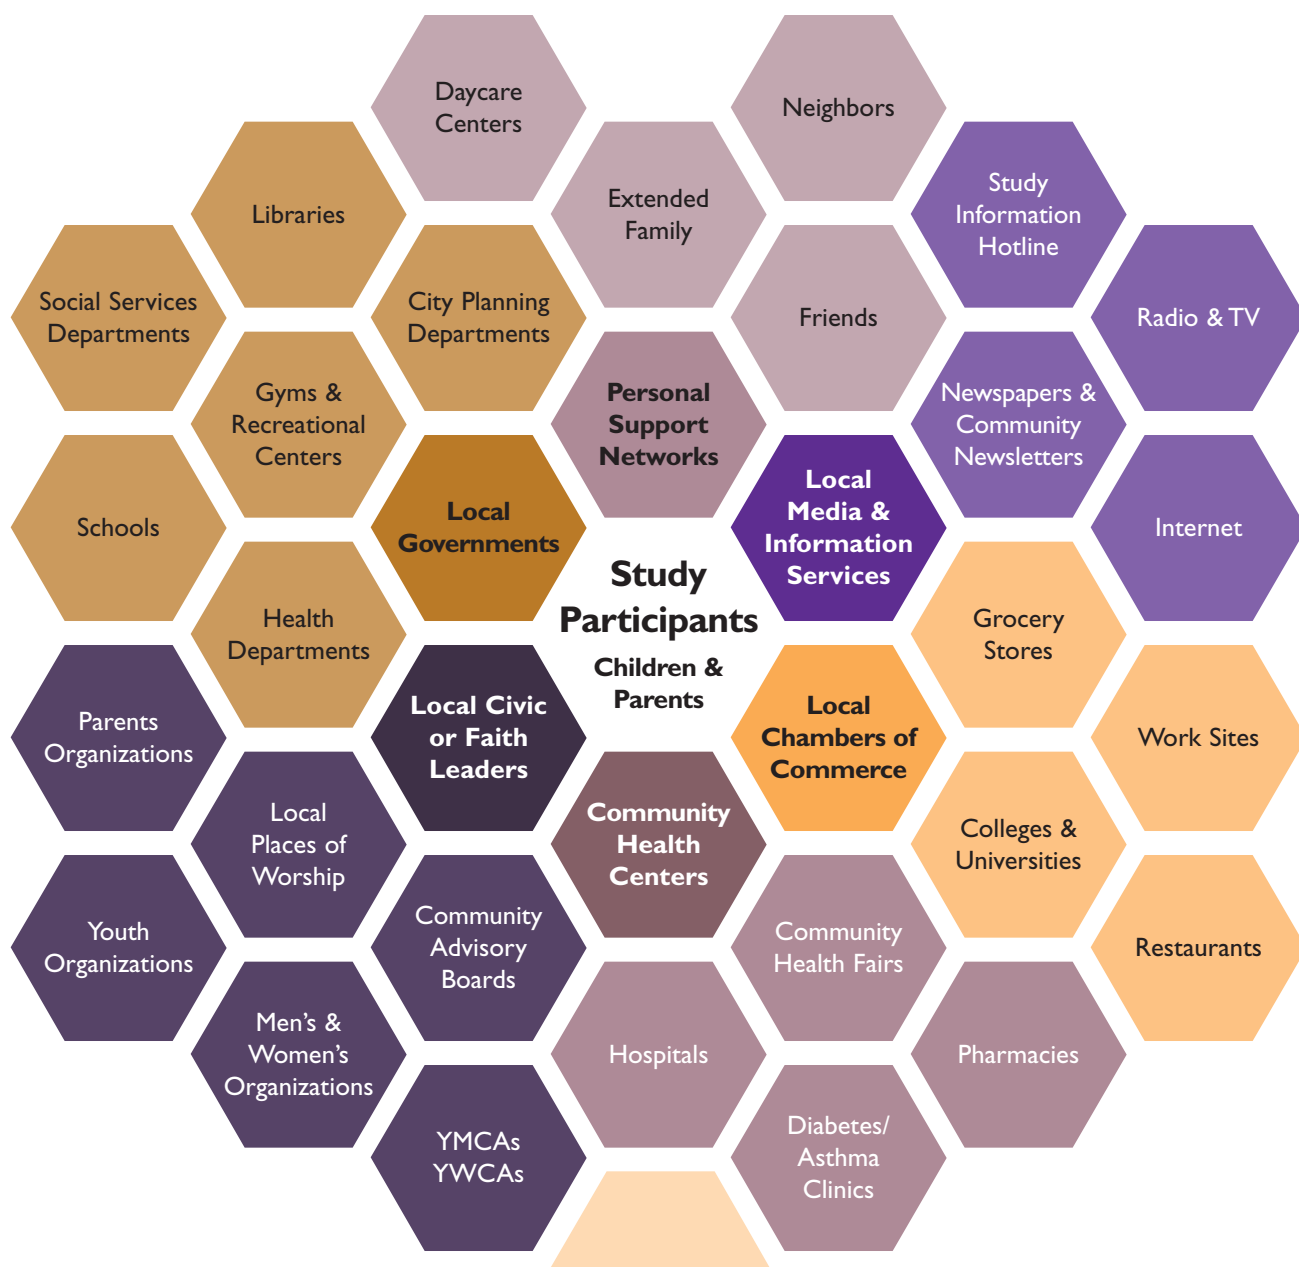 Daycare
Centers
Neighbors
Libraries
Extended
Family
Study
Information
Hotline
Social Services
Departments
City Planning
Departments
Friends
Radio & TV
Gyms &
Recreational
Centers
Personal
Support
Networks
Newspapers &
Community
Newsletters
Schools
Local
Governments
Local
Media &
Information
Services
Internet
Study
Participants
Children &
Parents
Health
Departments
Grocery
Stores
Parents
Organizations
Local Civic
or Faith
Leaders
Local
Chambers of
Commerce
Work Sites
Local
Places of
Worship
Community
Health
Centers
Colleges &
Universities
Youth
Organizations
Community
Advisory
Boards
Community
Health Fairs
Restaurants
Men's &
Women's
Organizations
Hospitals
Pharmacies
YMCAs
YWCAs
Diabetes/
Asthma
Clinics